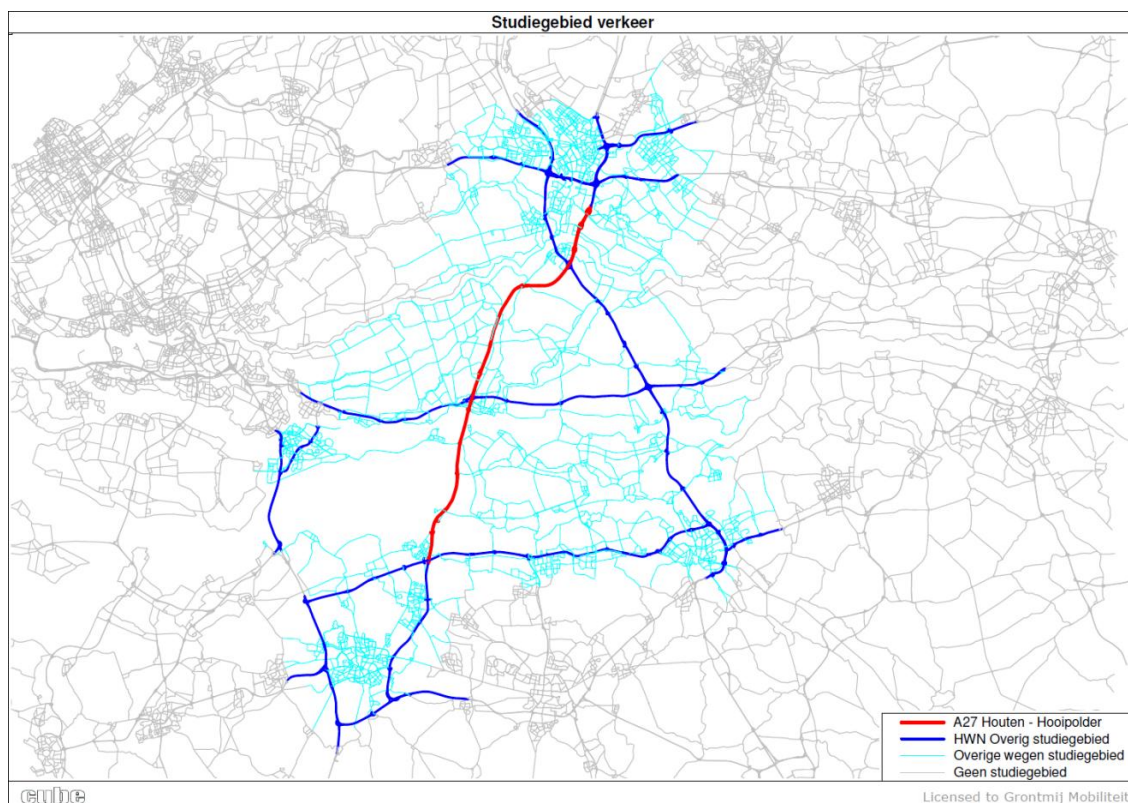 Studiegebied verkeer
A27 Houten - Hooipolder
HWN Overig studiegebied
Overige wegen studiegebied
Geen studiegebied
cube
Licensed to Grontmij Mobiliteit